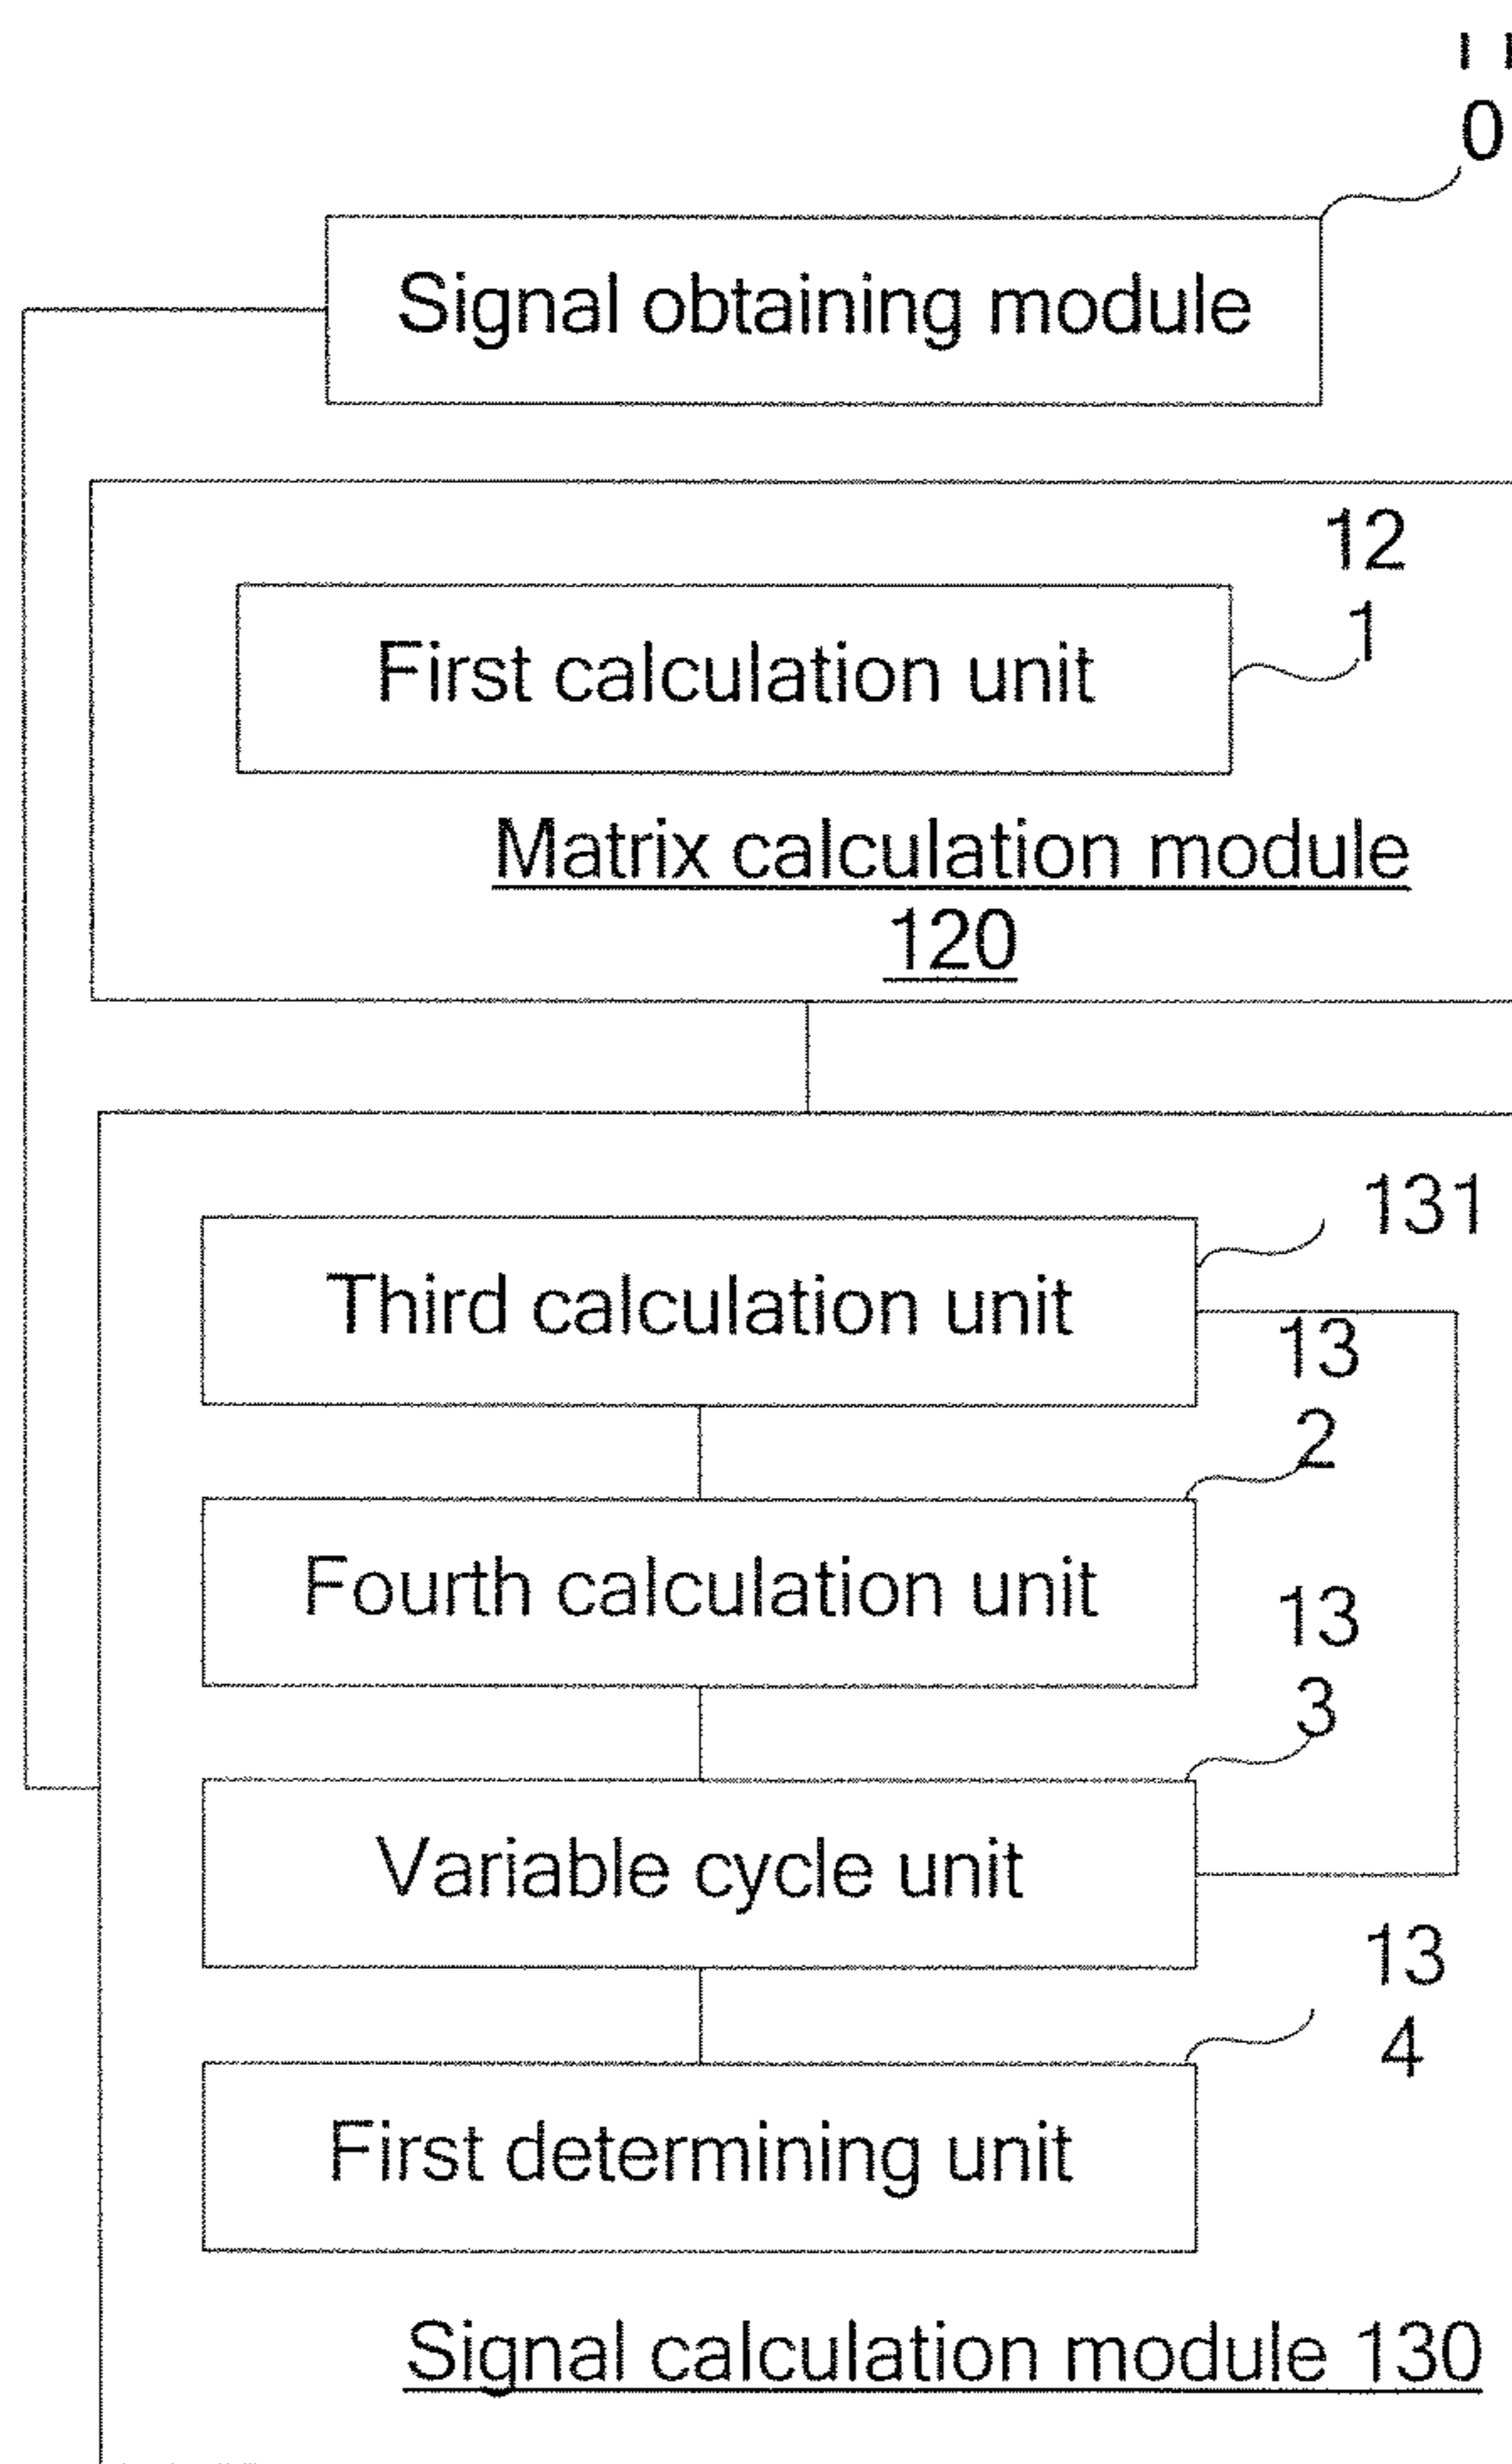 0
Signal obtaining module
12
1
First calculation unit
Matrix calculation module
120
131
Third calculation unit
13
2
Fourth calculation unit
13
3
Variable cycle unit
13
4
First determining unit
Signal calculation module 130